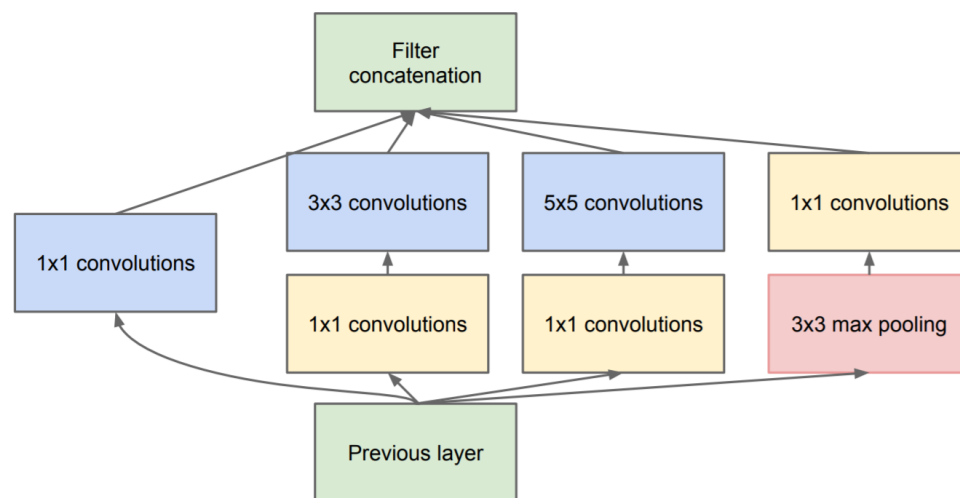 Filter
concatenation
3x3 convolutions
5x5 convolutions
1x1 convolutions
1x1 convolutions
1x1 convolutions
1x1 convolutions
3x3 max pooling
Previous layer